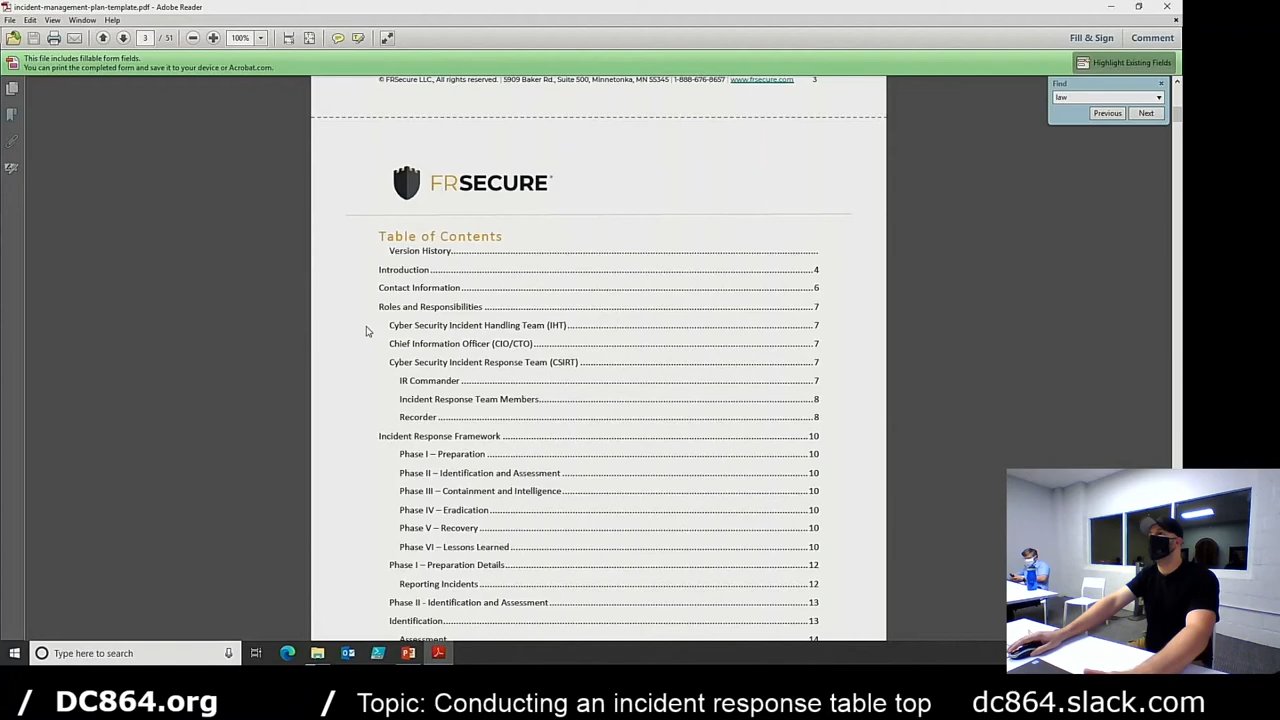 incident-management-plan-template.pdf - Adobe Reader
File Edit View Window Help
3 / 51 100% Fill & Sign Comment
This file includes fillable form fields.
You can print the completed form and save it to your device or Acrobat.com.
Highlight Existing Fields
Find
law
Previous Next
© FRSecure LLC., All rights reserved. | 5909 Baker Rd., Suite 500, Minnetonka, MN 55345 | 1-888-676-8657 | www.frsecure.com 3
FRSECURE
Table of Contents
Version History
Introduction 4
Contact Information 6
Roles and Responsibilities 7
Cyber Security Incident Handling Team (IHT) 7
Chief Information Officer (CIO/CTO) 7
Cyber Security Incident Response Team (CSIRT) 7
IR Commander 7
Incident Response Team Members 8
Recorder 8
Incident Response Framework 10
Phase I – Preparation 10
Phase II – Identification and Assessment 10
Phase III – Containment and Intelligence 10
Phase IV – Eradication 10
Phase V – Recovery 10
Phase VI – Lessons Learned 10
Phase I – Preparation Details 12
Reporting Incidents 12
Phase II - Identification and Assessment 13
Identification 13
Assessment 14
Type here to search
/ DC864.org / Topic: Conducting an incident response table top dc864.slack.com